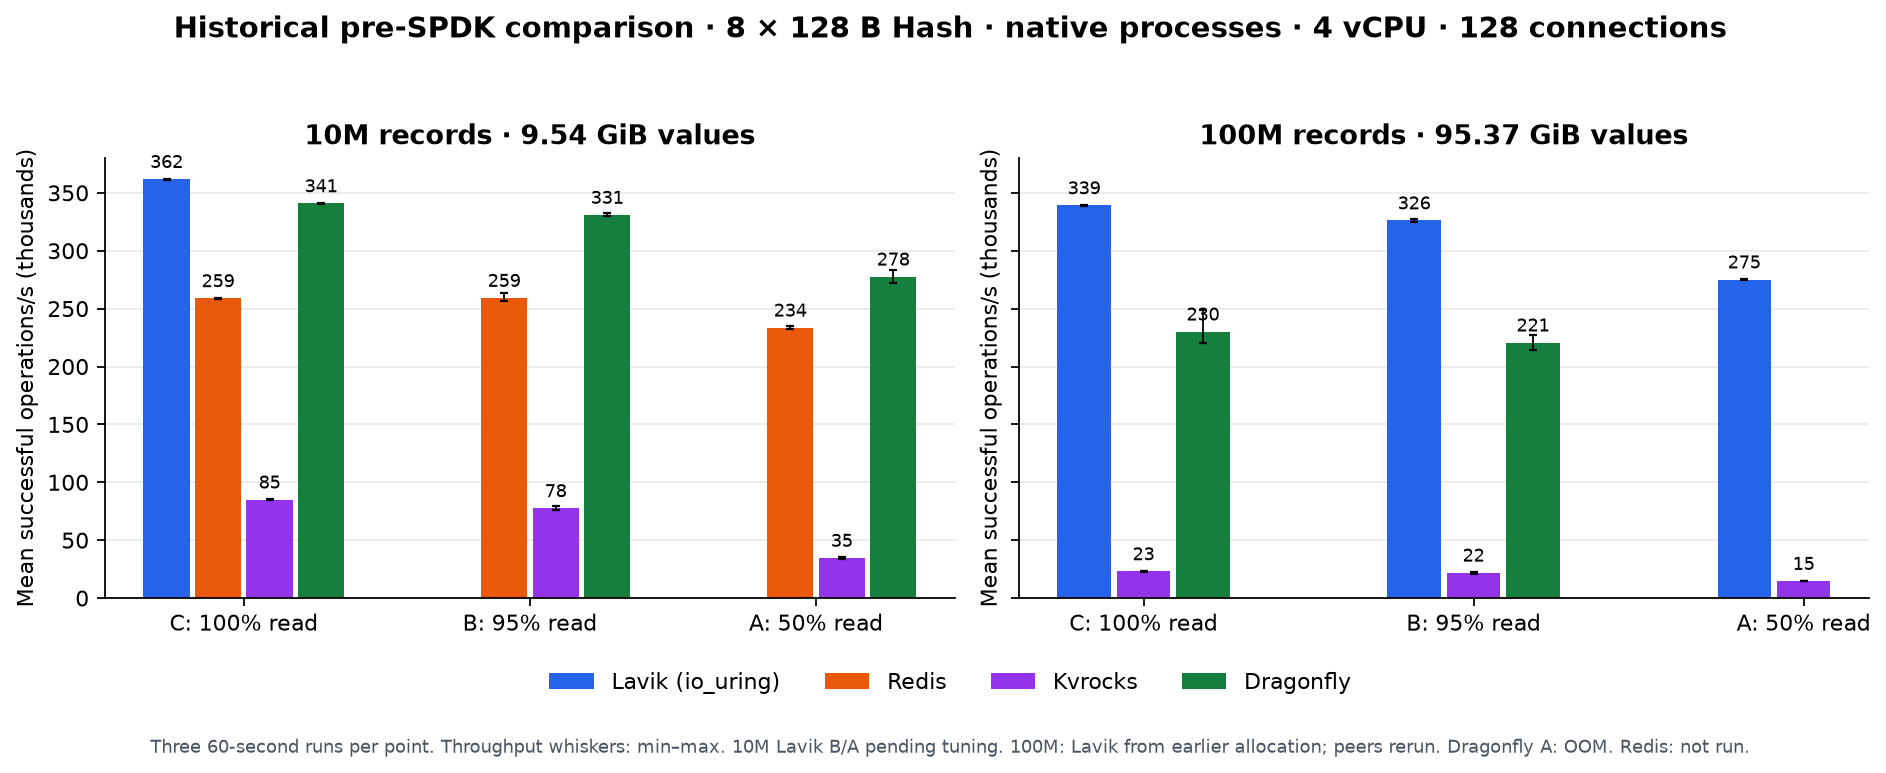 Historical pre-SPDK comparison · 8 × 128 B Hash · native processes · 4 vCPU · 128 connections
10M records · 9.54 GiB values
Mean successful operations/s (thousands)
350
300
250
200
150
100
50
0
362
259
85
341
259
78
331
234
35
278
C: 100% read
B: 95% read
A: 50% read
100M records · 95.37 GiB values
Mean successful operations/s (thousands)
339
23
230
326
22
221
275
15
C: 100% read
B: 95% read
A: 50% read
Lavik (io_uring)
Redis
Kvrocks
Dragonfly
Three 60-second runs per point. Throughput whiskers: min–max. 10M Lavik B/A pending tuning. 100M: Lavik from earlier allocation; peers rerun. Dragonfly A: OOM. Redis: not run.